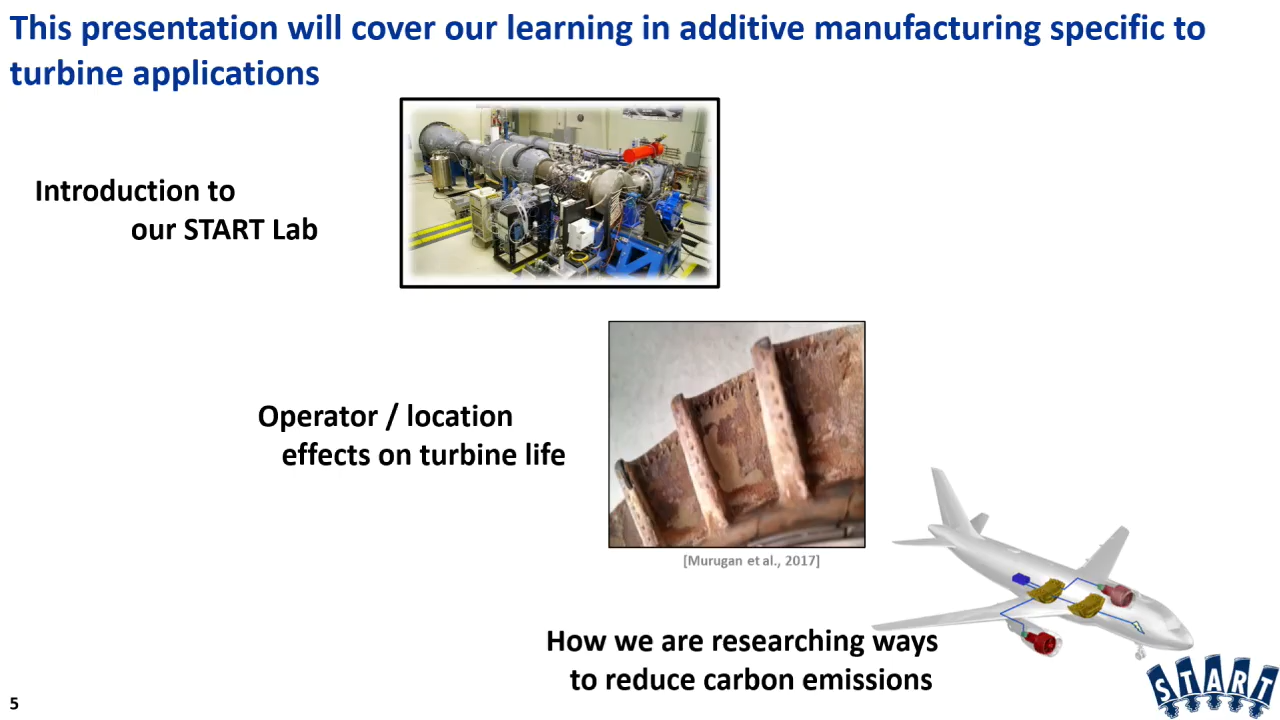 This presentation will cover our learning in additive manufacturing specific to
turbine applications
Introduction to
our START Lab
Operator / location
effects on turbine life
[Murugan et al., 2017]
How we are researching ways
to reduce carbon emissions
START
5